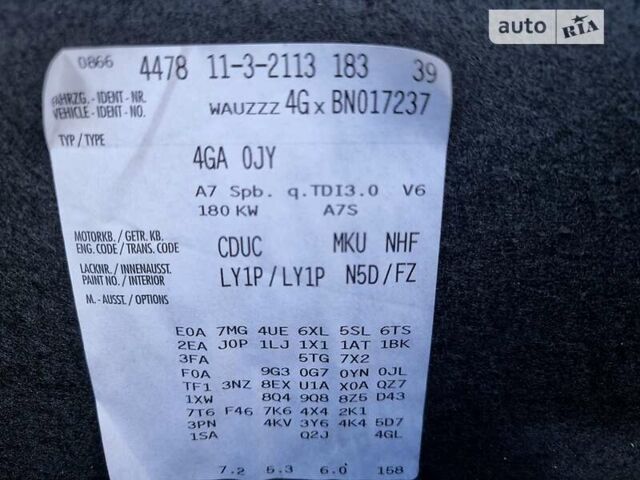 auto RIA
0866 4478 11-3-2113 183 39
FAHRZG.-IDENT-NR.
VEHICLE-IDENT-NO. WAUZZZ 4G x BN017237
TYP / TYPE
4GA 0JY
A7 Spb. q.TDI3.0 V6
180 KW A7S
MOTORKB. / GETR. KB.
ENG. CODE / TRANS. CODE CDUC MKU NHF
LACKNR. / INNENAUSST.
PAINT NO. / INTERIOR LY1P / LY1P N5D / FZ
M. - AUSST. / OPTIONS
E0A 7MG 4UE 6XL 5SL 6TS
2EA J0P 1LJ 1X1 1AT 1BK
3FA 5TG 7X2
F0A 9G3 0G7 0YN 0JL
TF1 3NZ 8EX U1A X0A QZ7
1XW 8Q4 9Q8 8Z5 D43
7T6 F46 7K6 4X4 2K1
3PN 4KV 3Y6 4K4 5D7
1SA Q2J 4GL
7.2 5.3 6.0 158